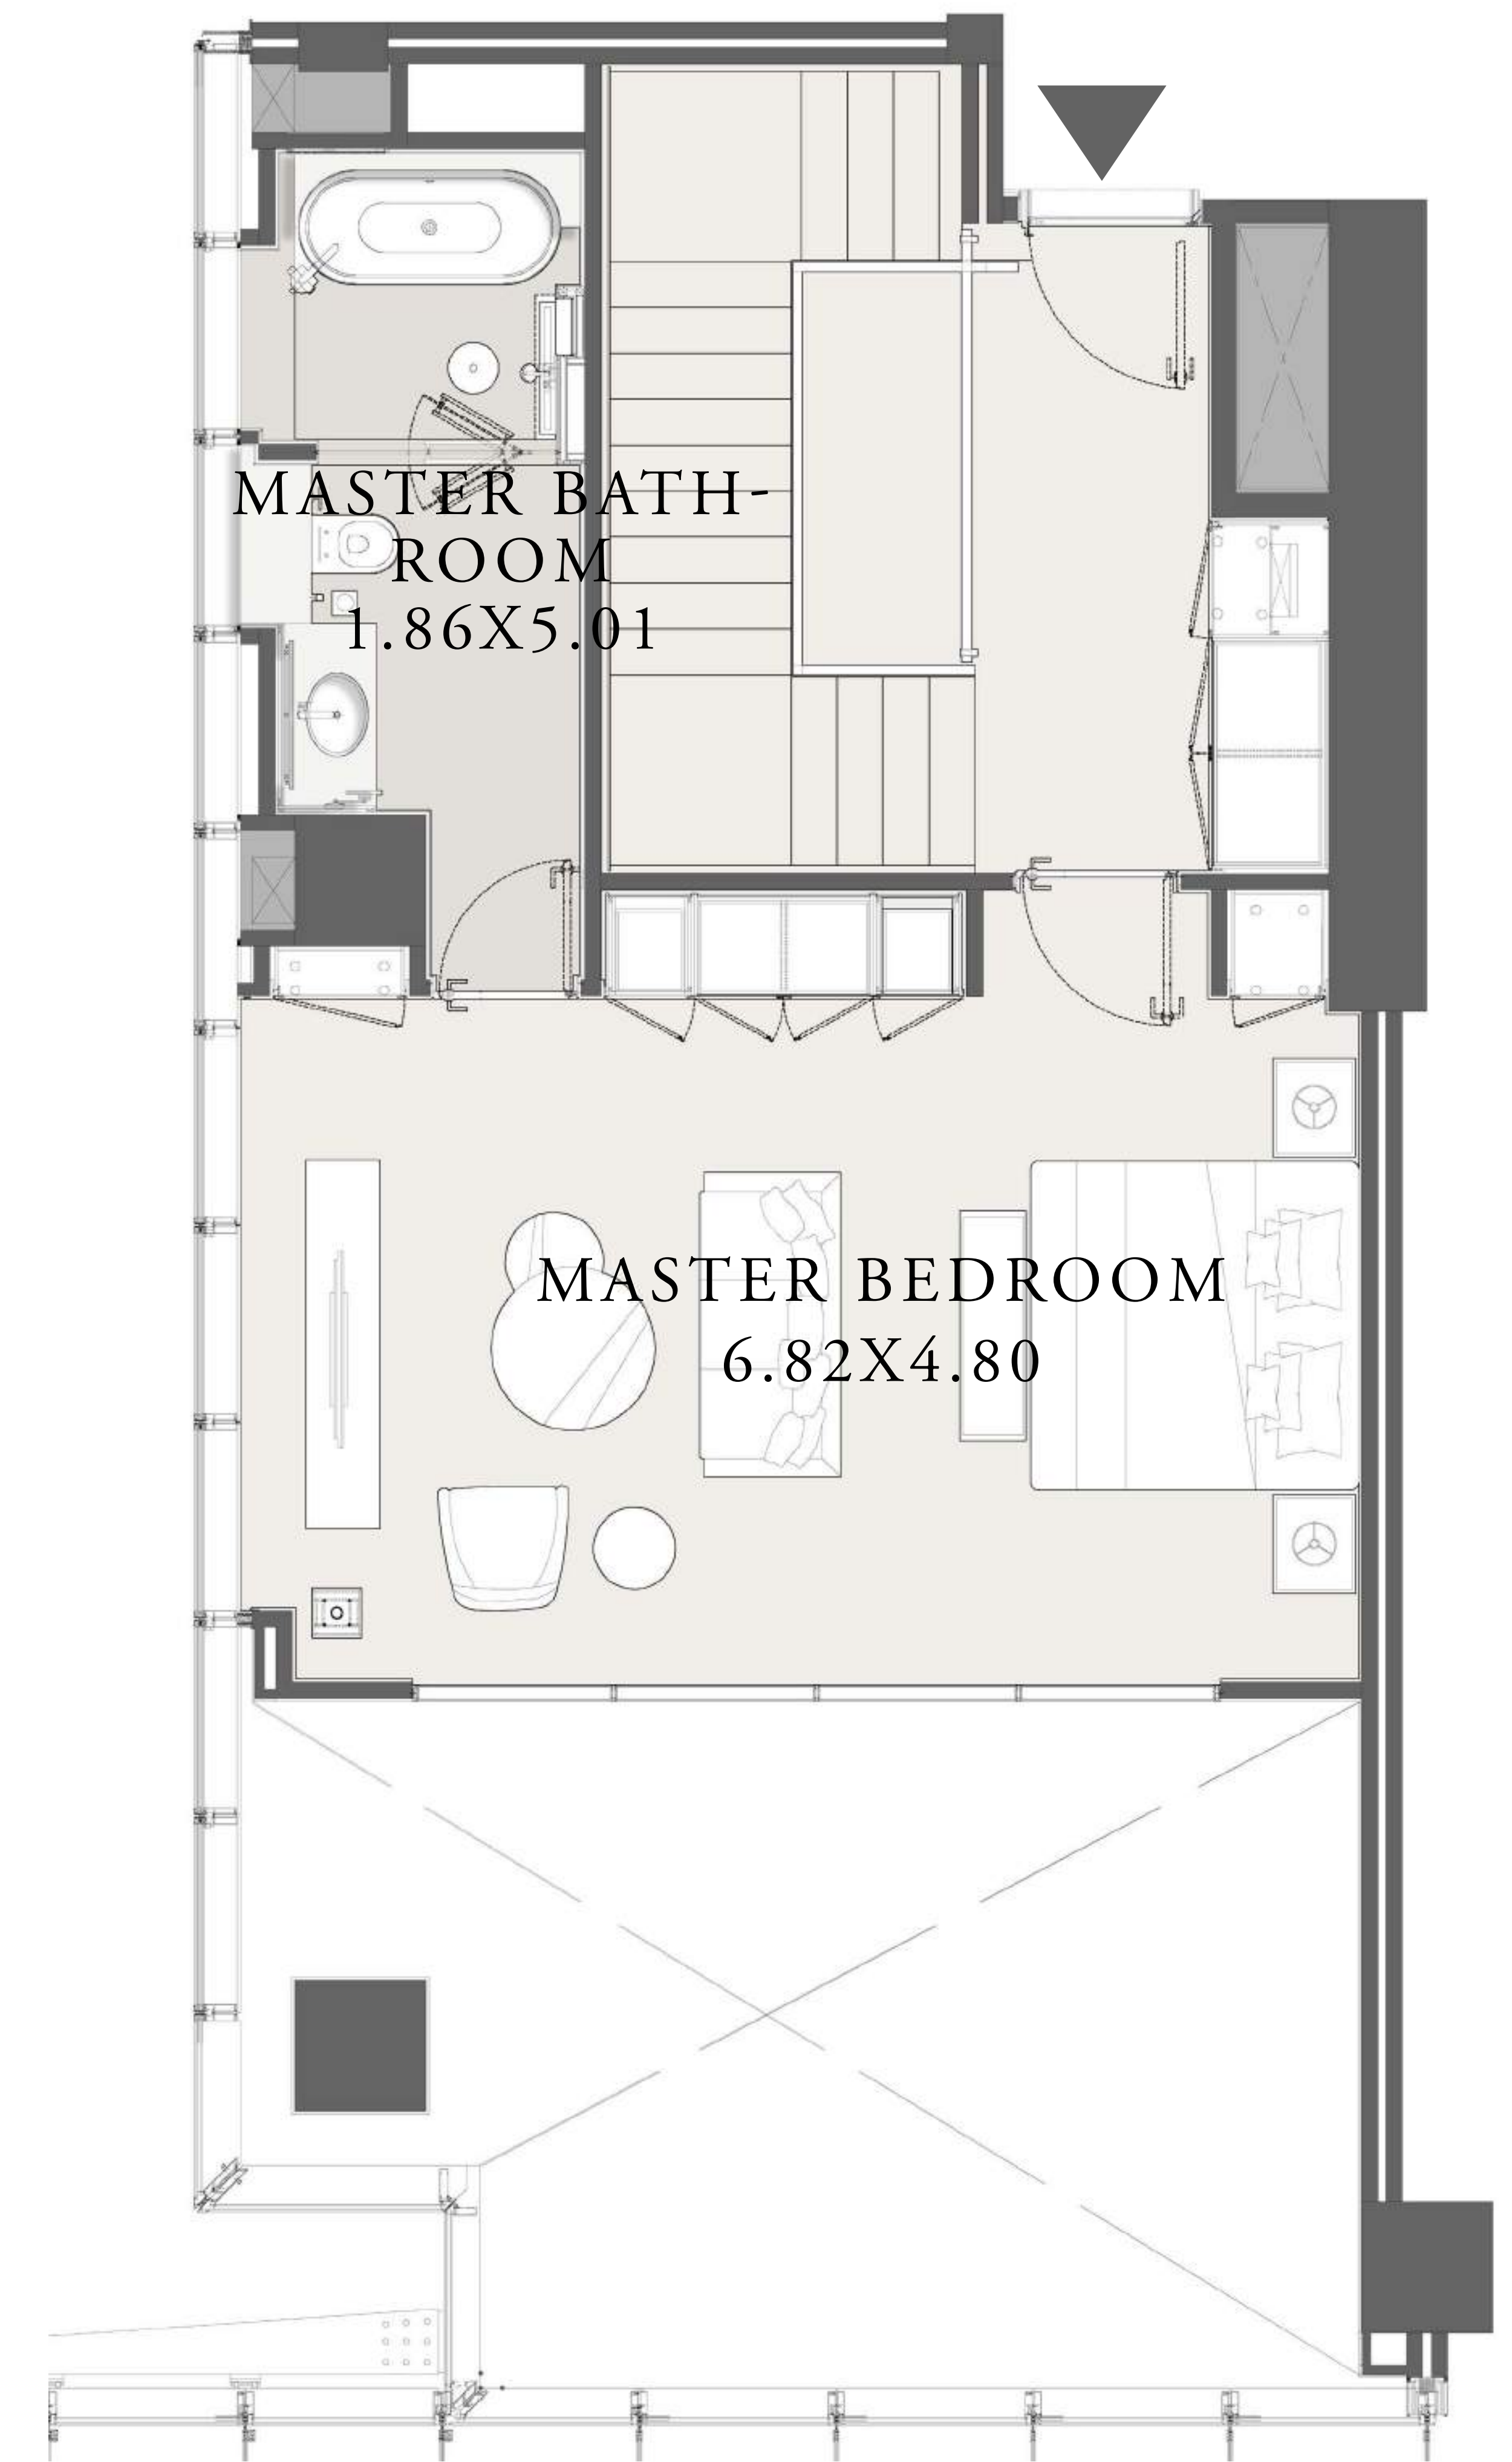 MASTER BATH-
ROOM
1.86X5.01
MASTER BEDROOM
6.82X4.80